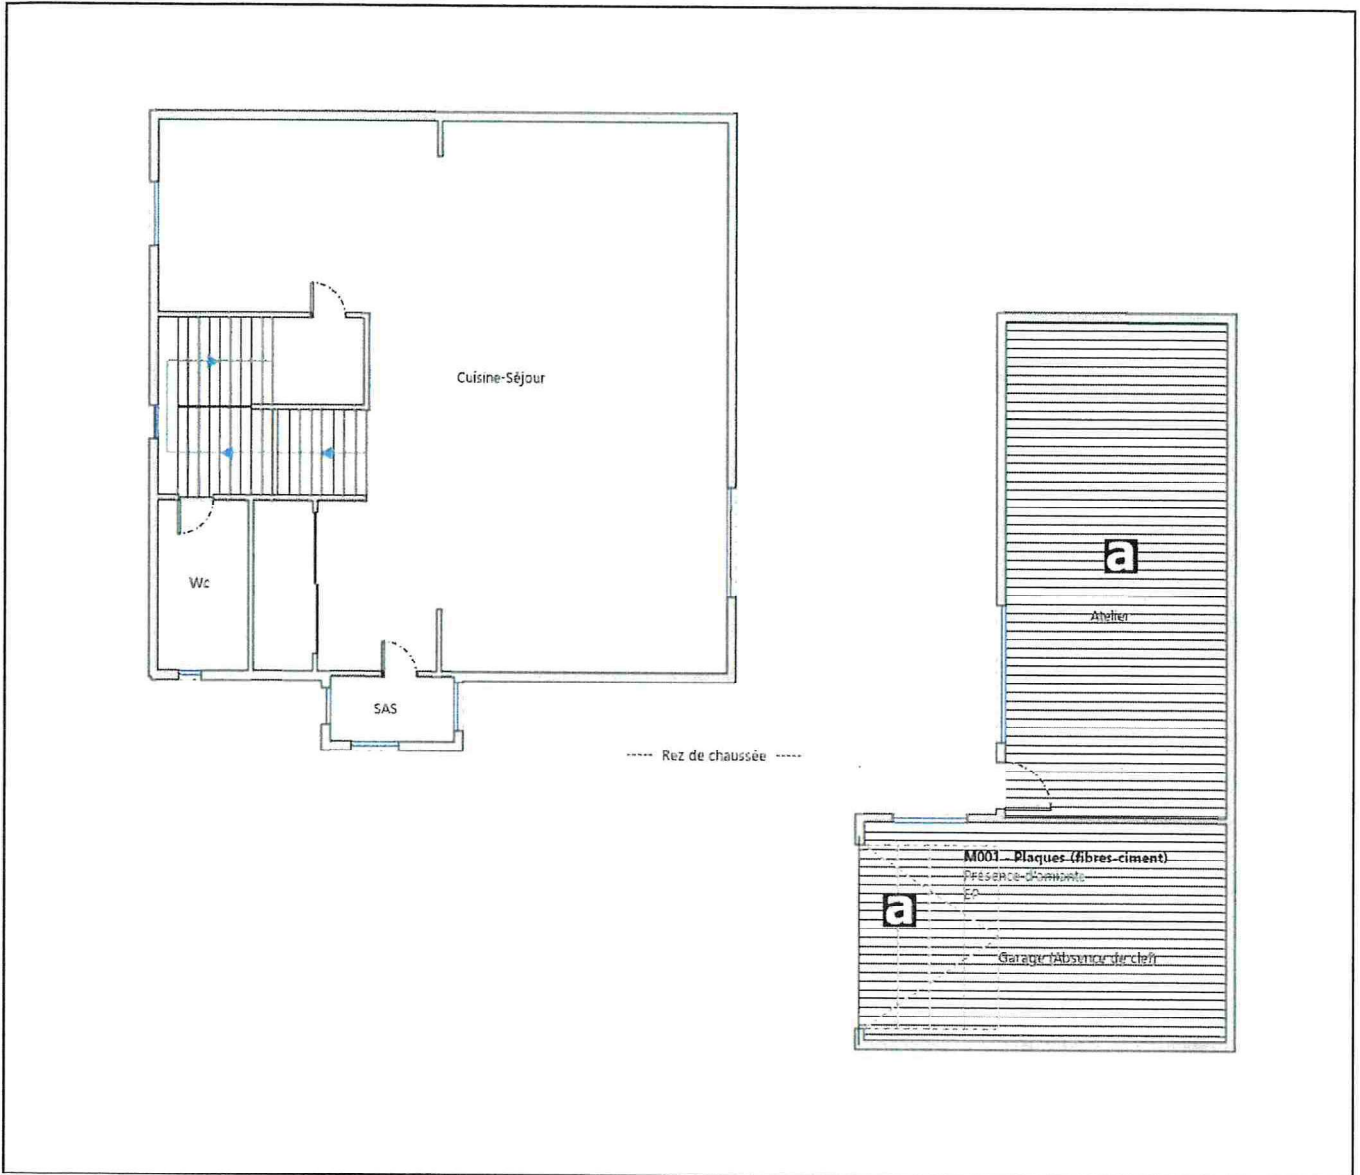 Cuisine-Séjour
a
Wc
Atelier
SAS
----- Rez de chaussée -----
M001 - Plaques (fibres-ciment)
Présence d'amiante
EP
a
Garage (Absence de clef)